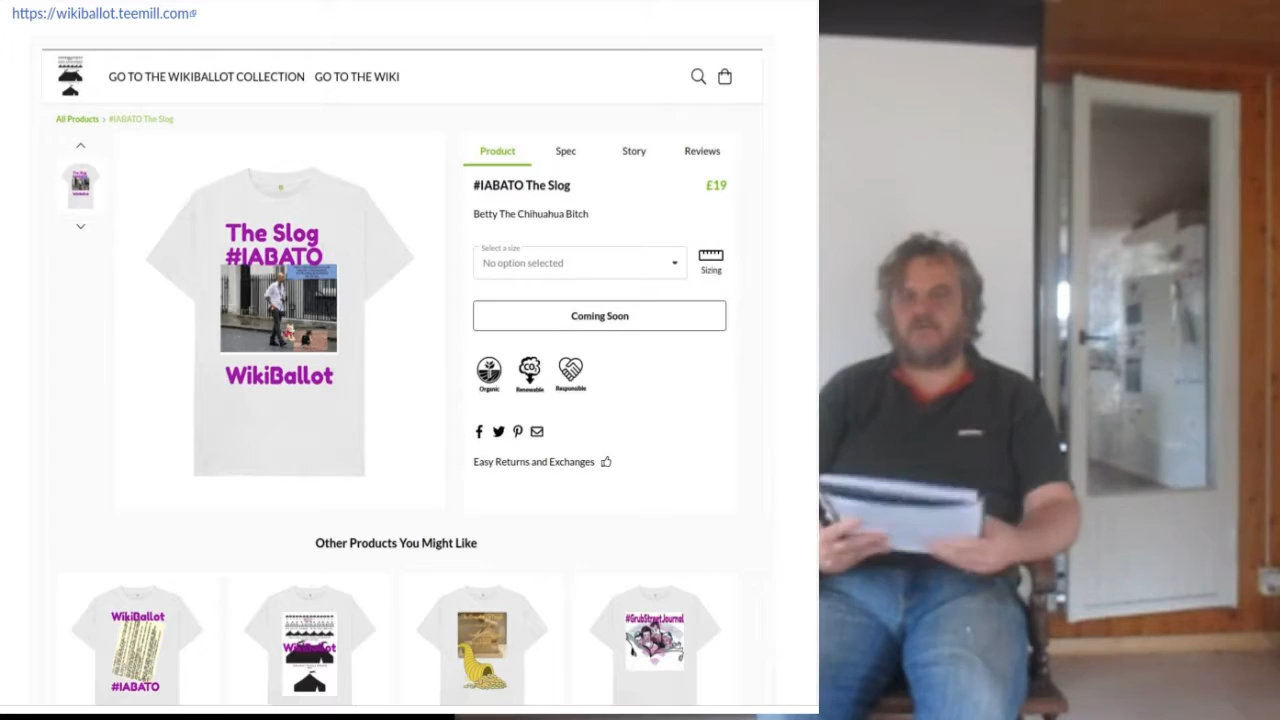 https://wikiballot.teemill.com
GO TO THE WIKIBALLOT COLLECTION GO TO THE WIKI
All Products > #IABATO The Slog
Product Spec Story Reviews
#IABATO The Slog £19
Betty The Chihuahua Bitch
Select a size
No option selected
Sizing
Coming Soon
The Slog
#IABATO
WikiBallot
CO2
Organic Renewable Responsible
Easy Returns and Exchanges
Other Products You Might Like
WikiBallot
#IABATO
WikiBallot
#GrubStreetJournal